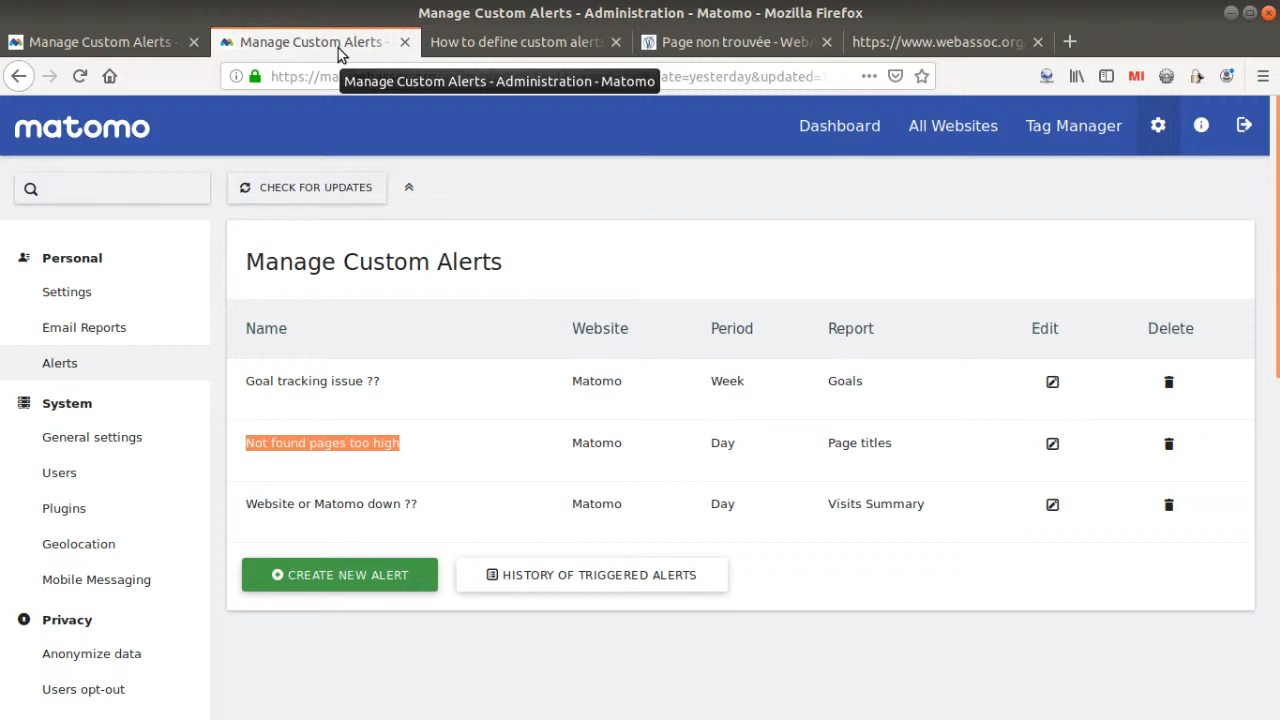 Manage Custom Alerts - Administration - Matomo - Mozilla Firefox
Manage Custom Alerts -
Manage Custom Alerts -
How to define custom alert
Page non trouvée - Web
https://www.webassoc.org
Manage Custom Alerts - Administration - Matomo
ate=yesterday&updated=
MI
matomo
Dashboard
All Websites
Tag Manager
CHECK FOR UPDATES
Personal
Settings
Email Reports
Alerts
System
General settings
Users
Plugins
Geolocation
Mobile Messaging
Privacy
Anonymize data
Users opt-out
Manage Custom Alerts
Name Website Period Report Edit Delete
Goal tracking issue ?? Matomo Week Goals
Not found pages too high Matomo Day Page titles
Website or Matomo down ?? Matomo Day Visits Summary
CREATE NEW ALERT
HISTORY OF TRIGGERED ALERTS